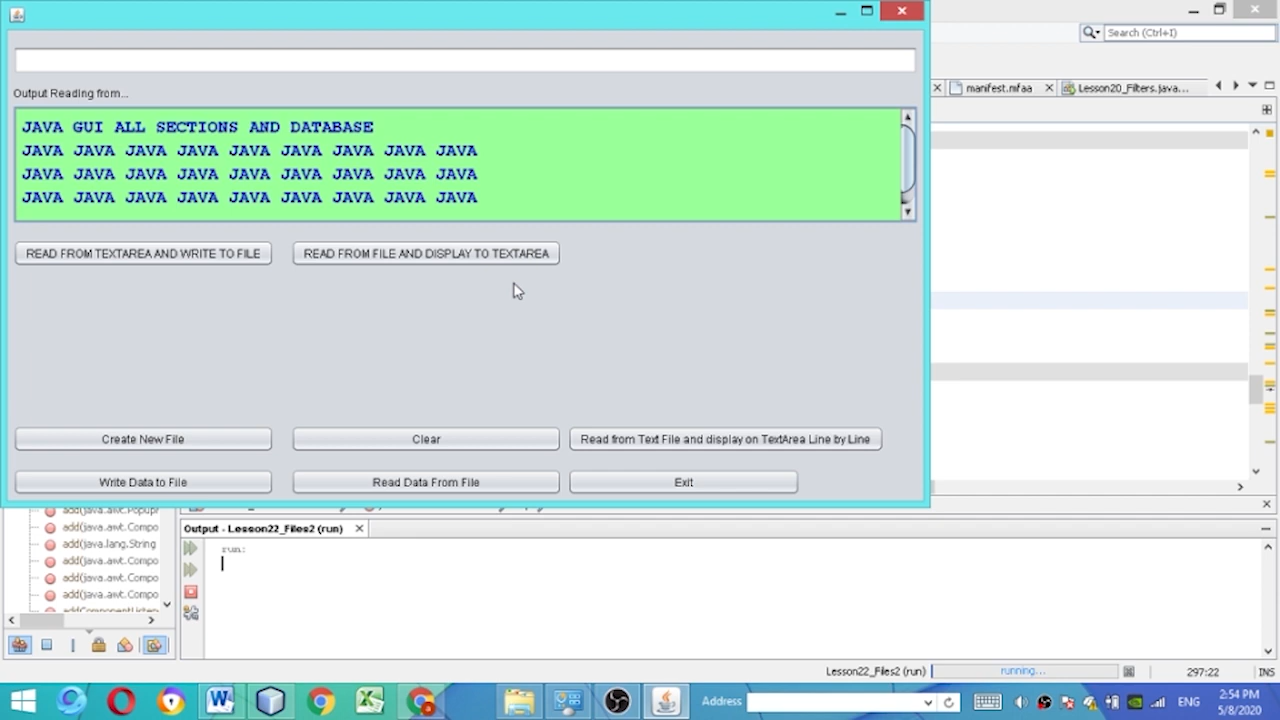 Search (Ctrl+I)
manifest.mfaa
Lesson20_Filters.java...
Output Reading from...
JAVA GUI ALL SECTIONS AND DATABASE
JAVA JAVA JAVA JAVA JAVA JAVA JAVA JAVA JAVA
JAVA JAVA JAVA JAVA JAVA JAVA JAVA JAVA JAVA
JAVA JAVA JAVA JAVA JAVA JAVA JAVA JAVA JAVA
READ FROM TEXTAREA AND WRITE TO FILE
READ FROM FILE AND DISPLAY TO TEXTAREA
Create New File
Clear
Read from Text File and display on TextArea Line by Line
Write Data to File
Read Data From File
Exit
add(java.awt.Popupr
add(java.awt.Compo
add(java.lang.String
add(java.awt.Compo
add(java.awt.Compo
add(java.awt.Compo
addComponentListen
Output - Lesson22_Files2 (run)
run:
Lesson22_Files2 (run)
running...
297:22
INS
Address
ENG
2:54 PM
5/8/2020